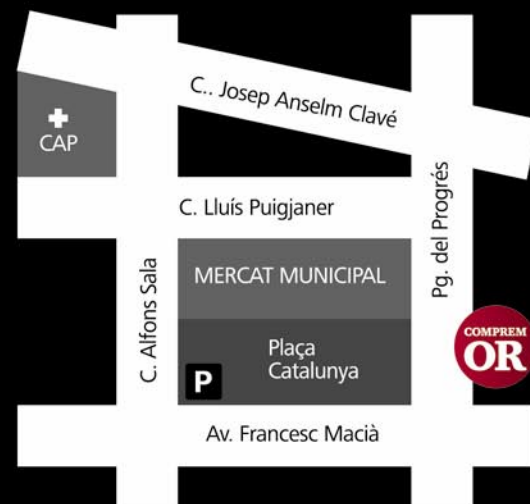 C.. Josep Anselm Clavé
CAP
C. Lluís Puigjaner
Pg. del Progrés
C. Alfons Sala
MERCAT MUNICIPAL
COMPREM
OR
Plaça
Catalunya
P
Av. Francesc Macià